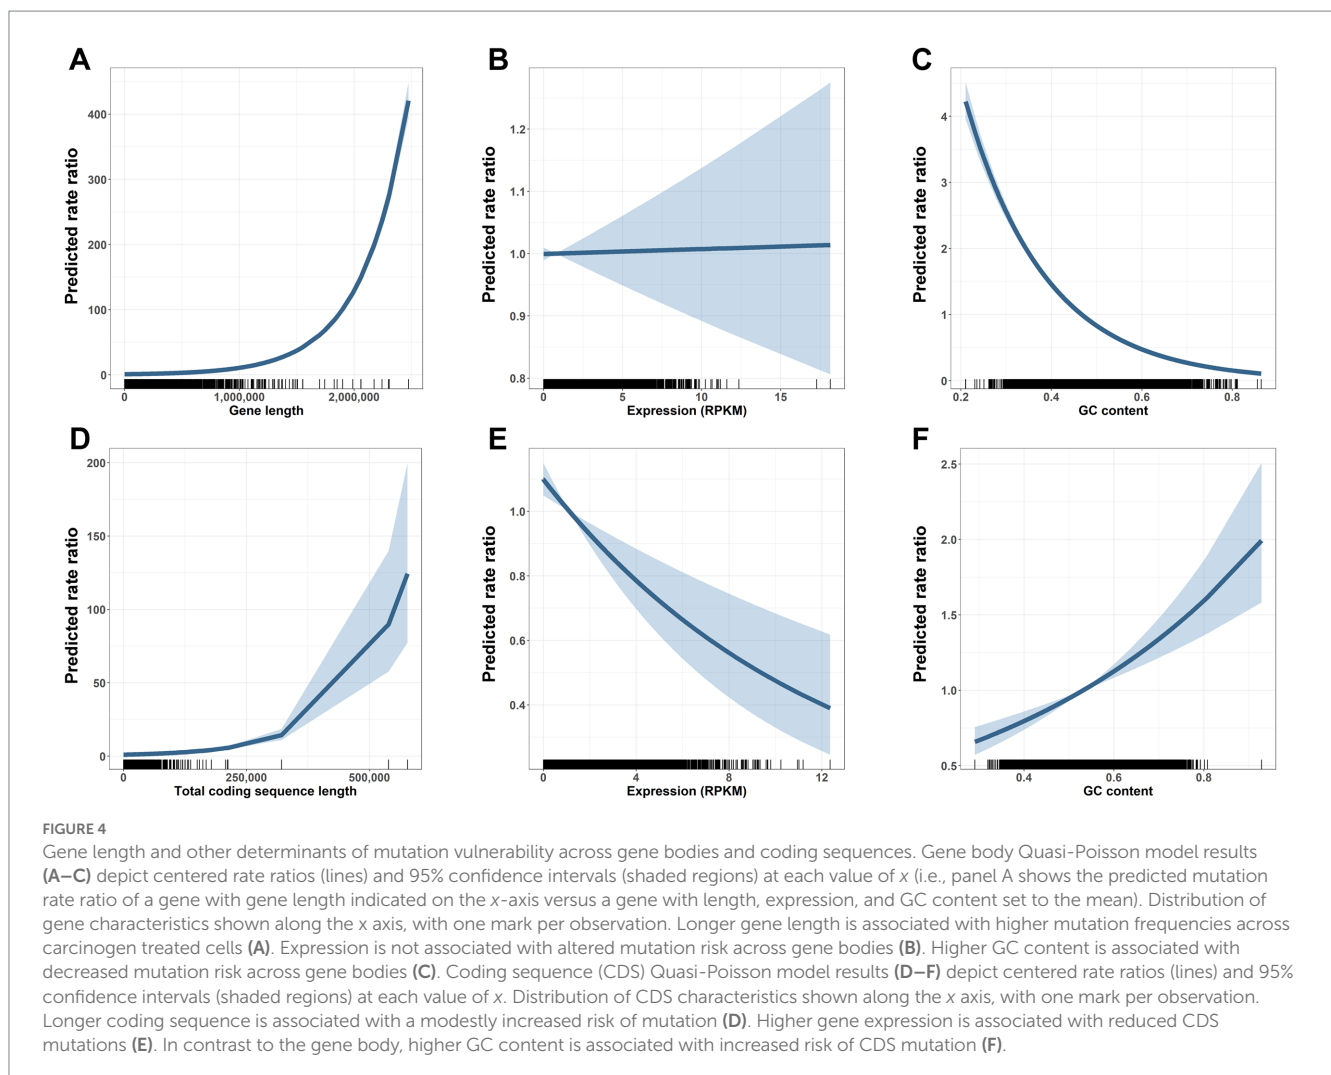 A
Predicted rate ratio
400
300
200
100
0
0 1,000,000 2,000,000
Gene length
B
Predicted rate ratio
1.2
1.1
1.0
0.9
0.8
0 5 10 15
Expression (RPKM)
C
Predicted rate ratio
4
3
2
1
0
0.2 0.4 0.6 0.8
GC content
D
Predicted rate ratio
200
150
100
50
0
0 250,000 500,000
Total coding sequence length
E
Predicted rate ratio
1.0
0.8
0.6
0.4
0 4 8 12
Expression (RPKM)
F
Predicted rate ratio
2.5
2.0
1.5
1.0
0.5
0.4 0.6 0.8
GC content
FIGURE 4
Gene length and other determinants of mutation vulnerability across gene bodies and coding sequences. Gene body Quasi-Poisson model results
(A–C) depict centered rate ratios (lines) and 95% confidence intervals (shaded regions) at each value of x (i.e., panel A shows the predicted mutation
rate ratio of a gene with gene length indicated on the x-axis versus a gene with length, expression, and GC content set to the mean). Distribution of
gene characteristics shown along the x axis, with one mark per observation. Longer gene length is associated with higher mutation frequencies across
carcinogen treated cells (A). Expression is not associated with altered mutation risk across gene bodies (B). Higher GC content is associated with
decreased mutation risk across gene bodies (C). Coding sequence (CDS) Quasi-Poisson model results (D–F) depict centered rate ratios (lines) and 95%
confidence intervals (shaded regions) at each value of x. Distribution of CDS characteristics shown along the x axis, with one mark per observation.
Longer coding sequence is associated with a modestly increased risk of mutation (D). Higher gene expression is associated with reduced CDS
mutations (E). In contrast to the gene body, higher GC content is associated with increased risk of CDS mutation (F).